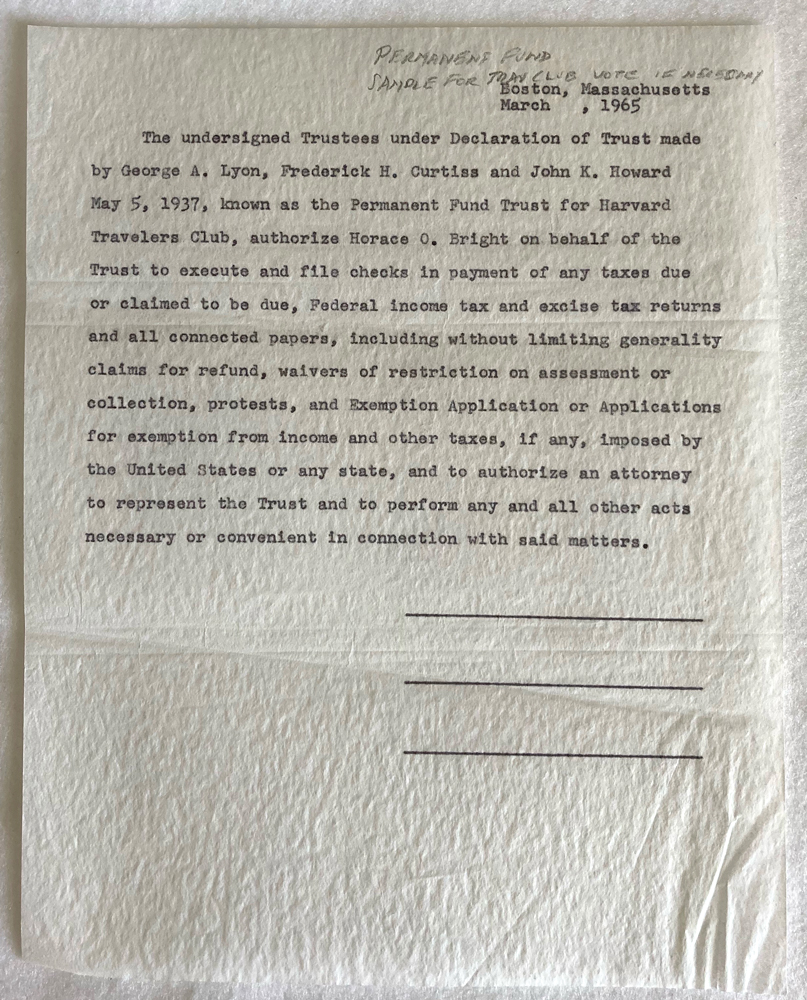 PERMANENT FUND
SAMPLE FOR TRAV CLUB VOTE IF NECESSARY
Boston, Massachusetts
March , 1965
The undersigned Trustees under Declaration of Trust made
by George A. Lyon, Frederick H. Curtiss and John K. Howard
May 5, 1937, known as the Permanent Fund Trust for Harvard
Travelers Club, authorize Horace O. Bright on behalf of the
Trust to execute and file checks in payment of any taxes due
or claimed to be due, Federal income tax and excise tax returns
and all connected papers, including without limiting generality
claims for refund, waivers of restriction on assessment or
collection, protests, and Exemption Application or Applications
for exemption from income and other taxes, if any, imposed by
the United States or any state, and to authorize an attorney
to represent the Trust and to perform any and all other acts
necessary or convenient in connection with said matters.